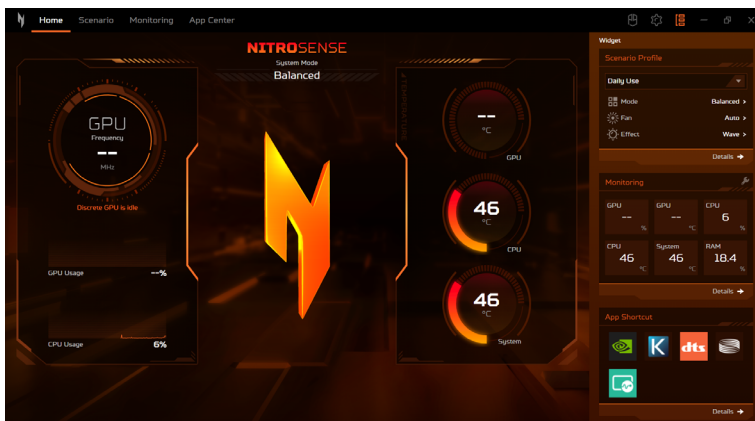 Home Scenario Monitoring App Center
NITROSENSE
System Mode
Balanced
GPU
Frequency
--
MHz
Discrete GPU is idle
GPU Usage --%
CPU Usage 6%
--
°C
GPU
46
°C
CPU
46
°C
System
Widget
Scenario Profile
Daily Use
Mode Balanced >
Fan Auto >
Effect Wave >
Details →
Monitoring
GPU GPU CPU
-- -- 6
% °C %
CPU System RAM
46 46 18.4
°C °C %
Details →
App Shortcut
K dts
Details →